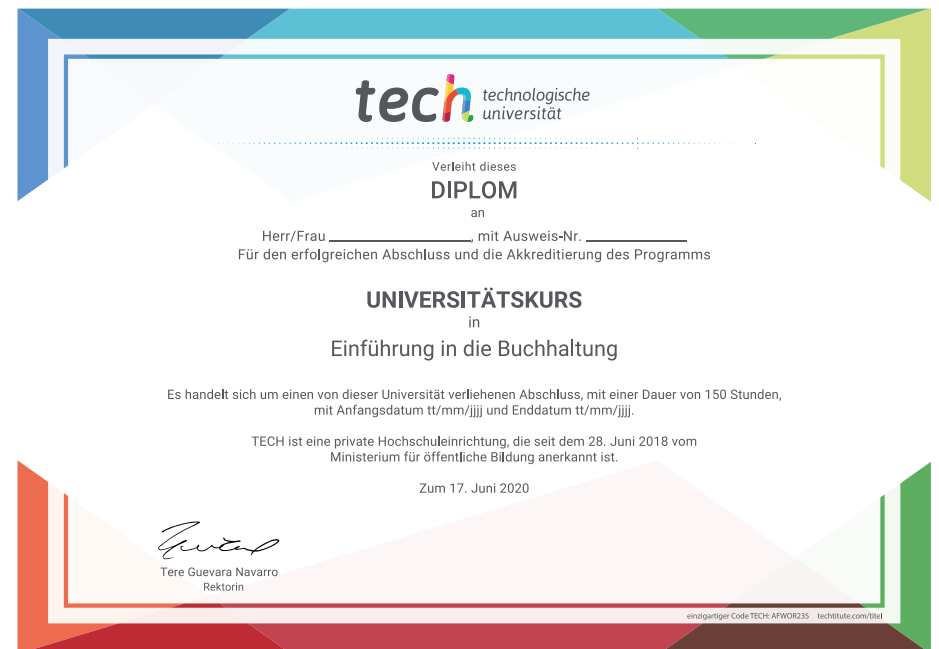 tech technologische
universität
Verleiht dieses
DIPLOM
an
Herr/Frau ____________________, mit Ausweis-Nr. ______________
Für den erfolgreichen Abschluss und die Akkreditierung des Programms
UNIVERSITÄTSKURS
in
Einführung in die Buchhaltung
Es handelt sich um einen von dieser Universität verliehenen Abschluss, mit einer Dauer von 150 Stunden,
mit Anfangsdatum tt/mm/jjjj und Enddatum tt/mm/jjjj.
TECH ist eine private Hochschuleinrichtung, die seit dem 28. Juni 2018 vom
Ministerium für öffentliche Bildung anerkannt ist.
Zum 17. Juni 2020
Tere Guevara Navarro
Rektorin
einzigartiger Code TECH: AFWOR23S techtitute.com/titel